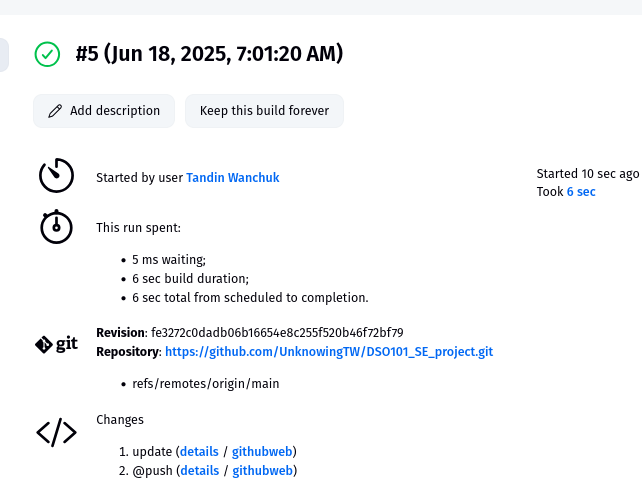 #5 (Jun 18, 2025, 7:01:20 AM)
Add description
Keep this build forever
Started by user Tandin Wanchuk
Started 10 sec ago
Took 6 sec
This run spent:
5 ms waiting;
6 sec build duration;
6 sec total from scheduled to completion.
git
Revision: fe3272c0dadb06b16654e8c255f520b46f72bf79
Repository: https://github.com/UnknowingTW/DSO101_SE_project.git
refs/remotes/origin/main
Changes
1. update (details / githubweb)
2. @push (details / githubweb)